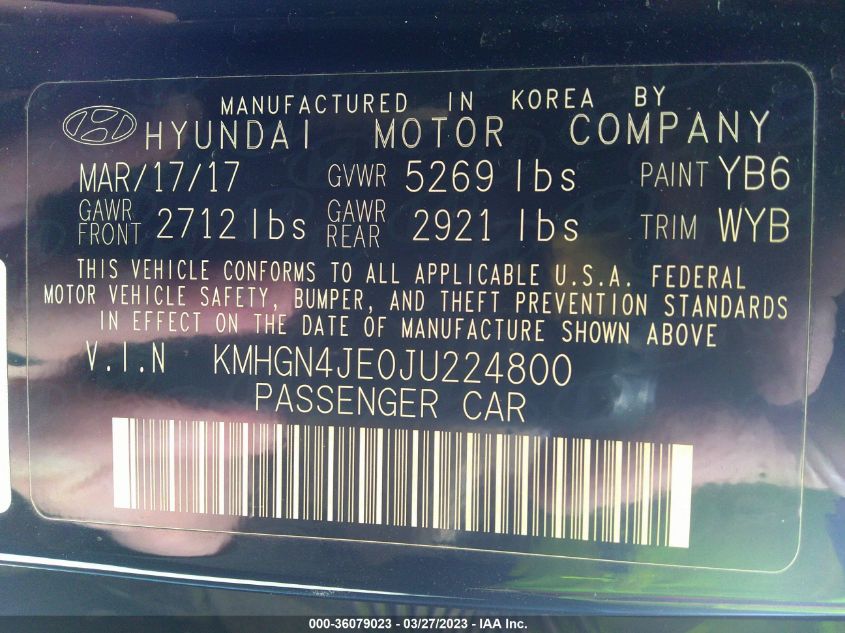 MANUFACTURED IN KOREA BY
HYUNDAI MOTOR COMPANY
MAR/17/17 GVWR 5269 lbs PAINT YB6
GAWR FRONT 2712 lbs GAWR REAR 2921 lbs TRIM WYB
THIS VEHICLE CONFORMS TO ALL APPLICABLE U.S.A. FEDERAL
MOTOR VEHICLE SAFETY, BUMPER, AND THEFT PREVENTION STANDARDS
IN EFFECT ON THE DATE OF MANUFACTURE SHOWN ABOVE
V.I.N KMHGN4JE0JU224800
PASSENGER CAR
000-36079023 - 03/27/2023 - IAA Inc.